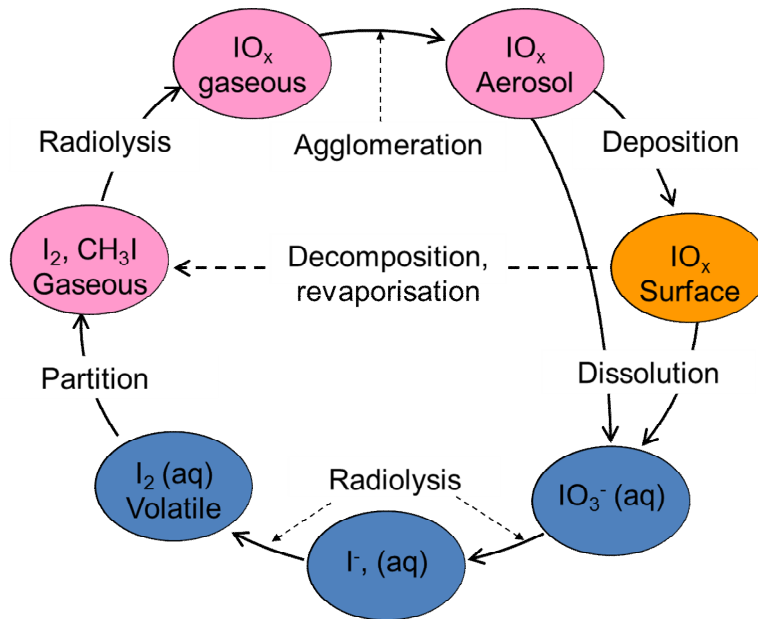 IOₓ
gaseous
IOₓ
Aerosol
Radiolysis
Agglomeration
Deposition
I₂, CH₃I
Gaseous
Decomposition,
revaporisation
IOₓ
Surface
Partition
Dissolution
I₂ (aq)
Volatile
Radiolysis
IO₃⁻ (aq)
I⁻, (aq)